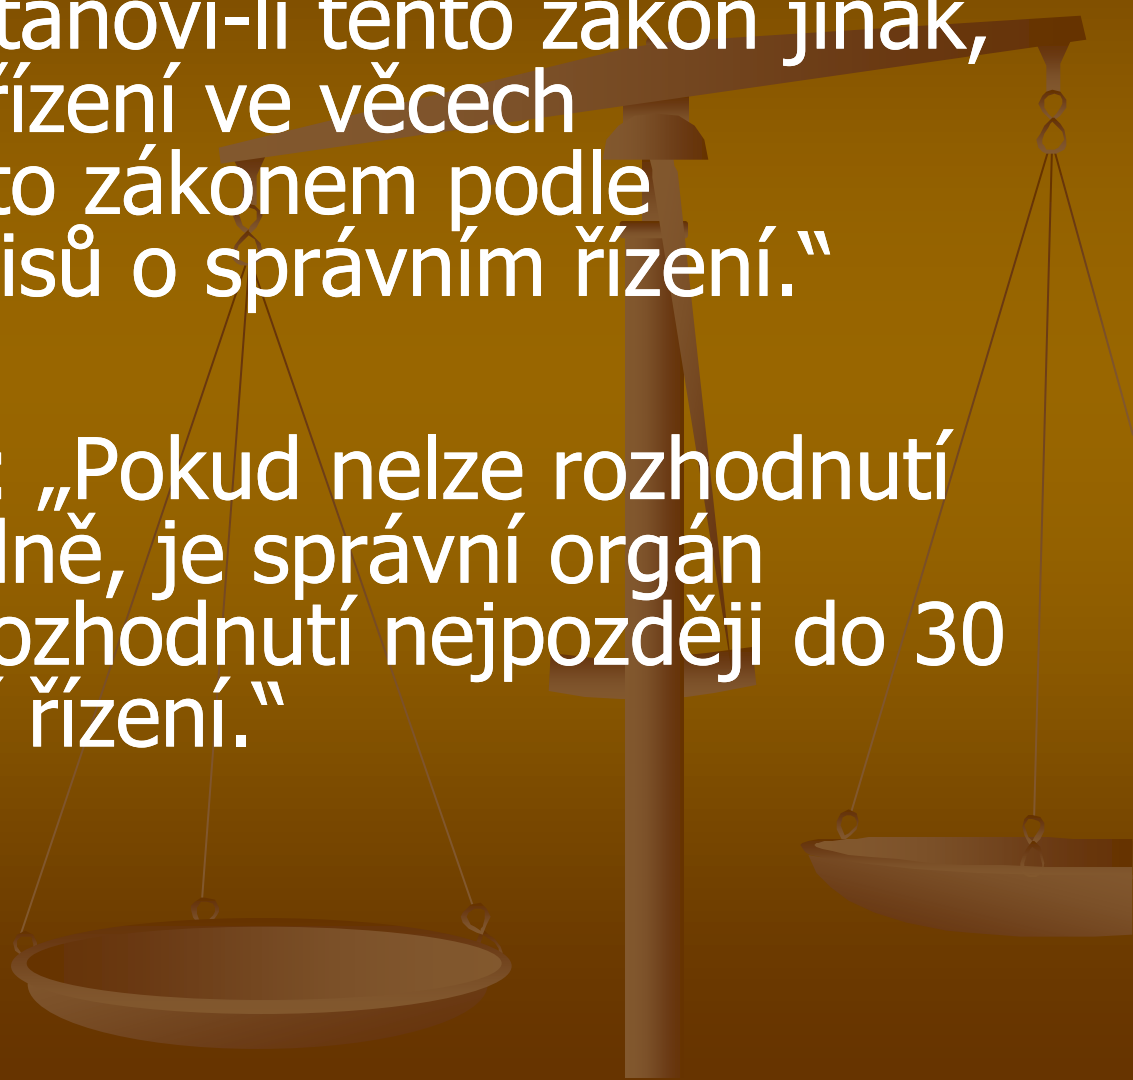 tanoví-li tento zákon jinak,
řízení ve věcech
to zákonem podle
isů o správním řízení.“
: „Pokud nelze rozhodnutí
lně, je správní orgán
ozhodnutí nejpozději do 30
í řízení.“